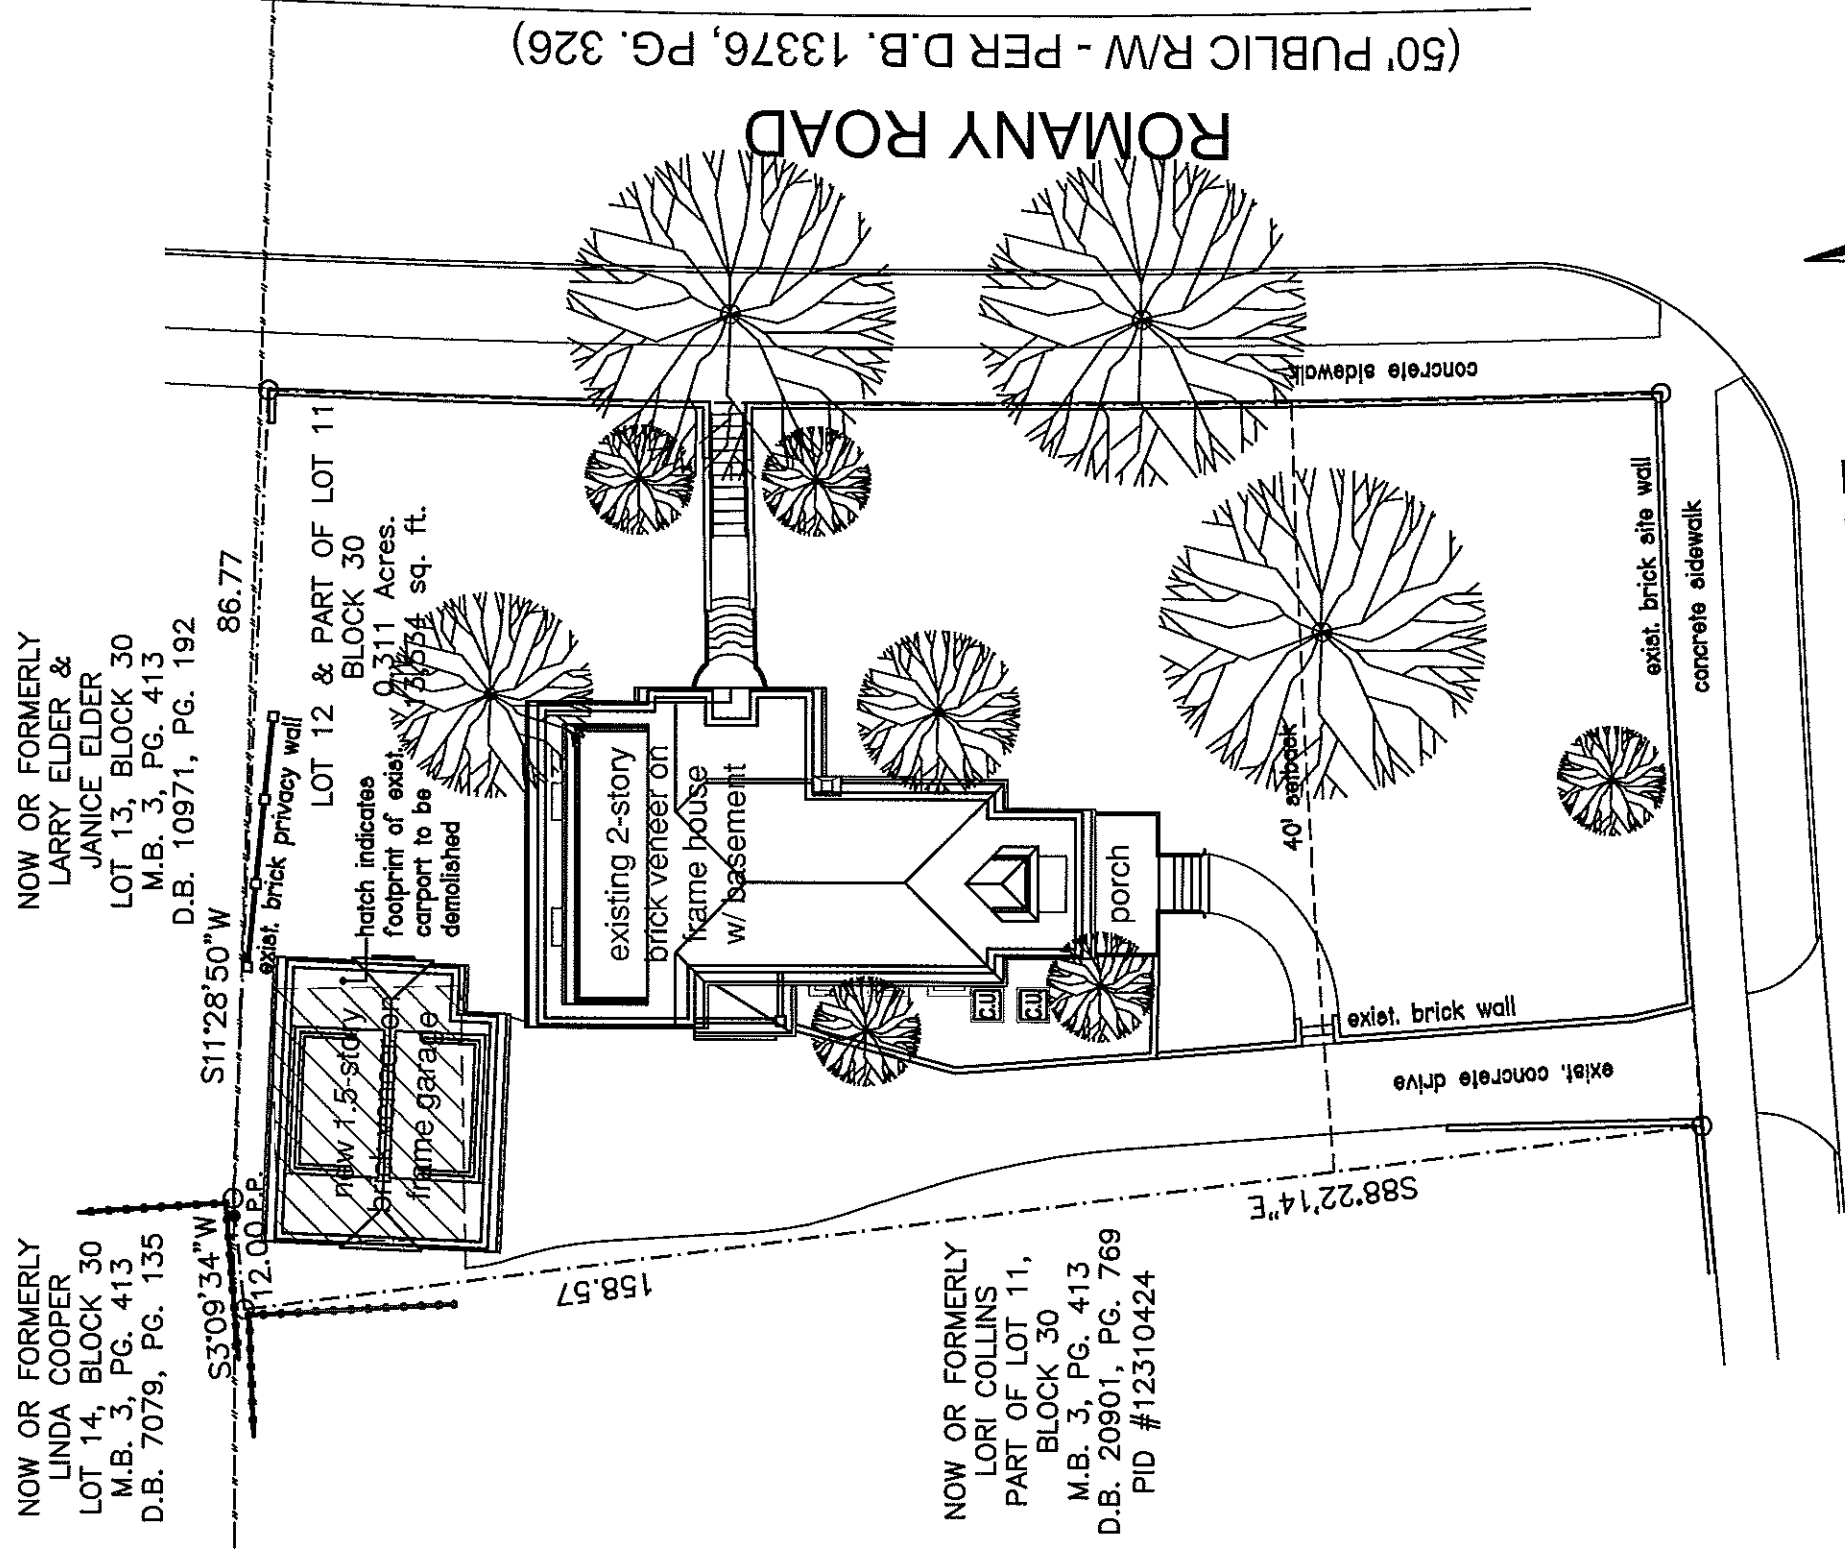 (50' PUBLIC R/W - PER D.B. 13376, PG. 326)
ROMANY ROAD
concrete sidewalk
NOW OR FORMERLY
LARRY ELDER &
JANICE ELDER
LOT 13, BLOCK 30
M.B. 3, PG. 413
D.B. 10971, PG. 192
86.77
S11°28'50"W
exist. brick privacy wall
LOT 12 & PART OF LOT 11
BLOCK 30
0.311 Acres.
sq. ft.
hatch indicates
footprint of exist.
carport to be
demolished
existing 2-story
brick veneer on
frame house
w/ basement
porch
40' setback
exist. brick site wall
concrete sidewalk
exist. brick wall
exist. concrete drive
C.U.
C.U.
new 1.5-story
brick veneer on
frame garage
NOW OR FORMERLY
LINDA COOPER
LOT 14, BLOCK 30
M.B. 3, PG. 413
D.B. 7079, PG. 135
S3°09'34"W
12.00 P.P.
158.57
S88°22'14"E
NOW OR FORMERLY
LORI COLLINS
PART OF LOT 11,
BLOCK 30
M.B. 3, PG. 413
D.B. 20901, PG. 769
PID #12310424